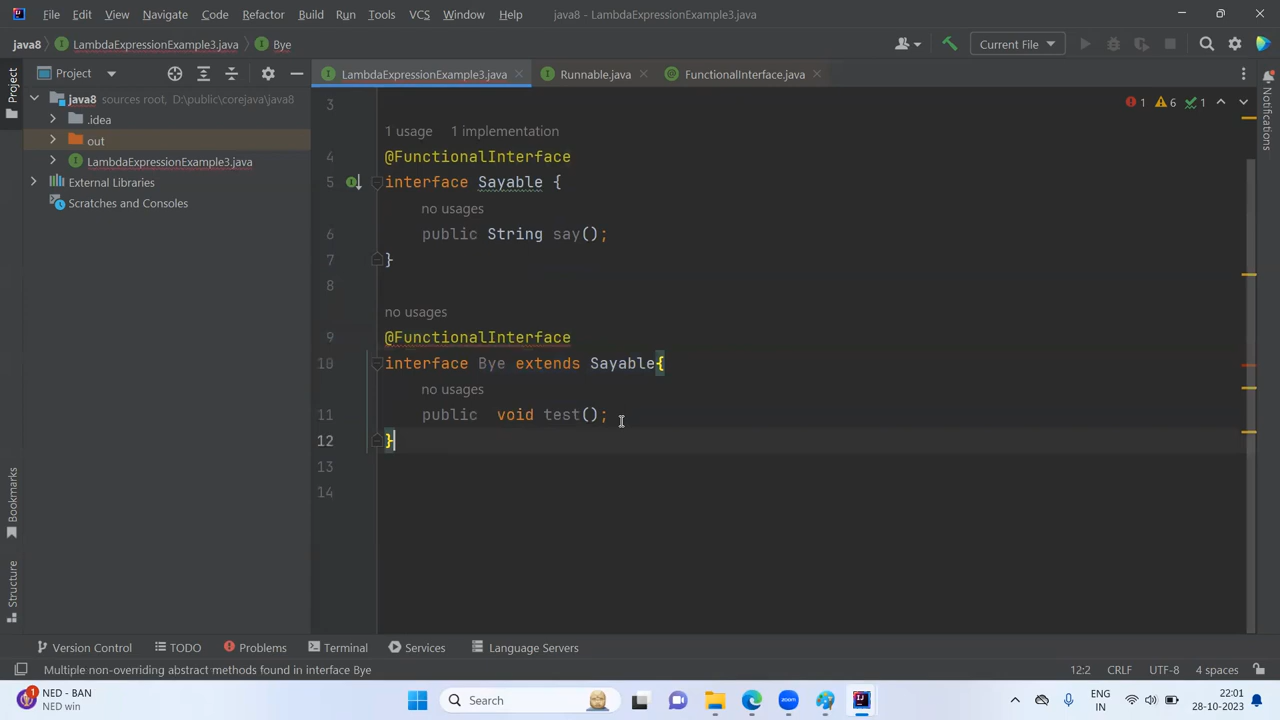 File Edit View Navigate Code Refactor Build Run Tools VCS Window Help java8 - LambdaExpressionExample3.java
java8 LambdaExpressionExample3.java Bye Current File
Project LambdaExpressionExample3.java Runnable.java FunctionalInterface.java
Project
java8 sources root, D:\public\corejava\java8
.idea
out
LambdaExpressionExample3.java
External Libraries
Scratches and Consoles
1 6 1
3
1 usage 1 implementation
4 @FunctionalInterface
5 interface Sayable {
no usages
6 public String say();
7 }
8
no usages
9 @FunctionalInterface
10 interface Bye extends Sayable{
no usages
11 public  void test();
12 }
13
14
Notifications
Bookmarks
Structure
Version Control TODO Problems Terminal Services Language Servers
Multiple non-overriding abstract methods found in interface Bye 12:2 CRLF UTF-8 4 spaces
1 NED - BAN
NED win
Search
ENG
IN
22:01
28-10-2023